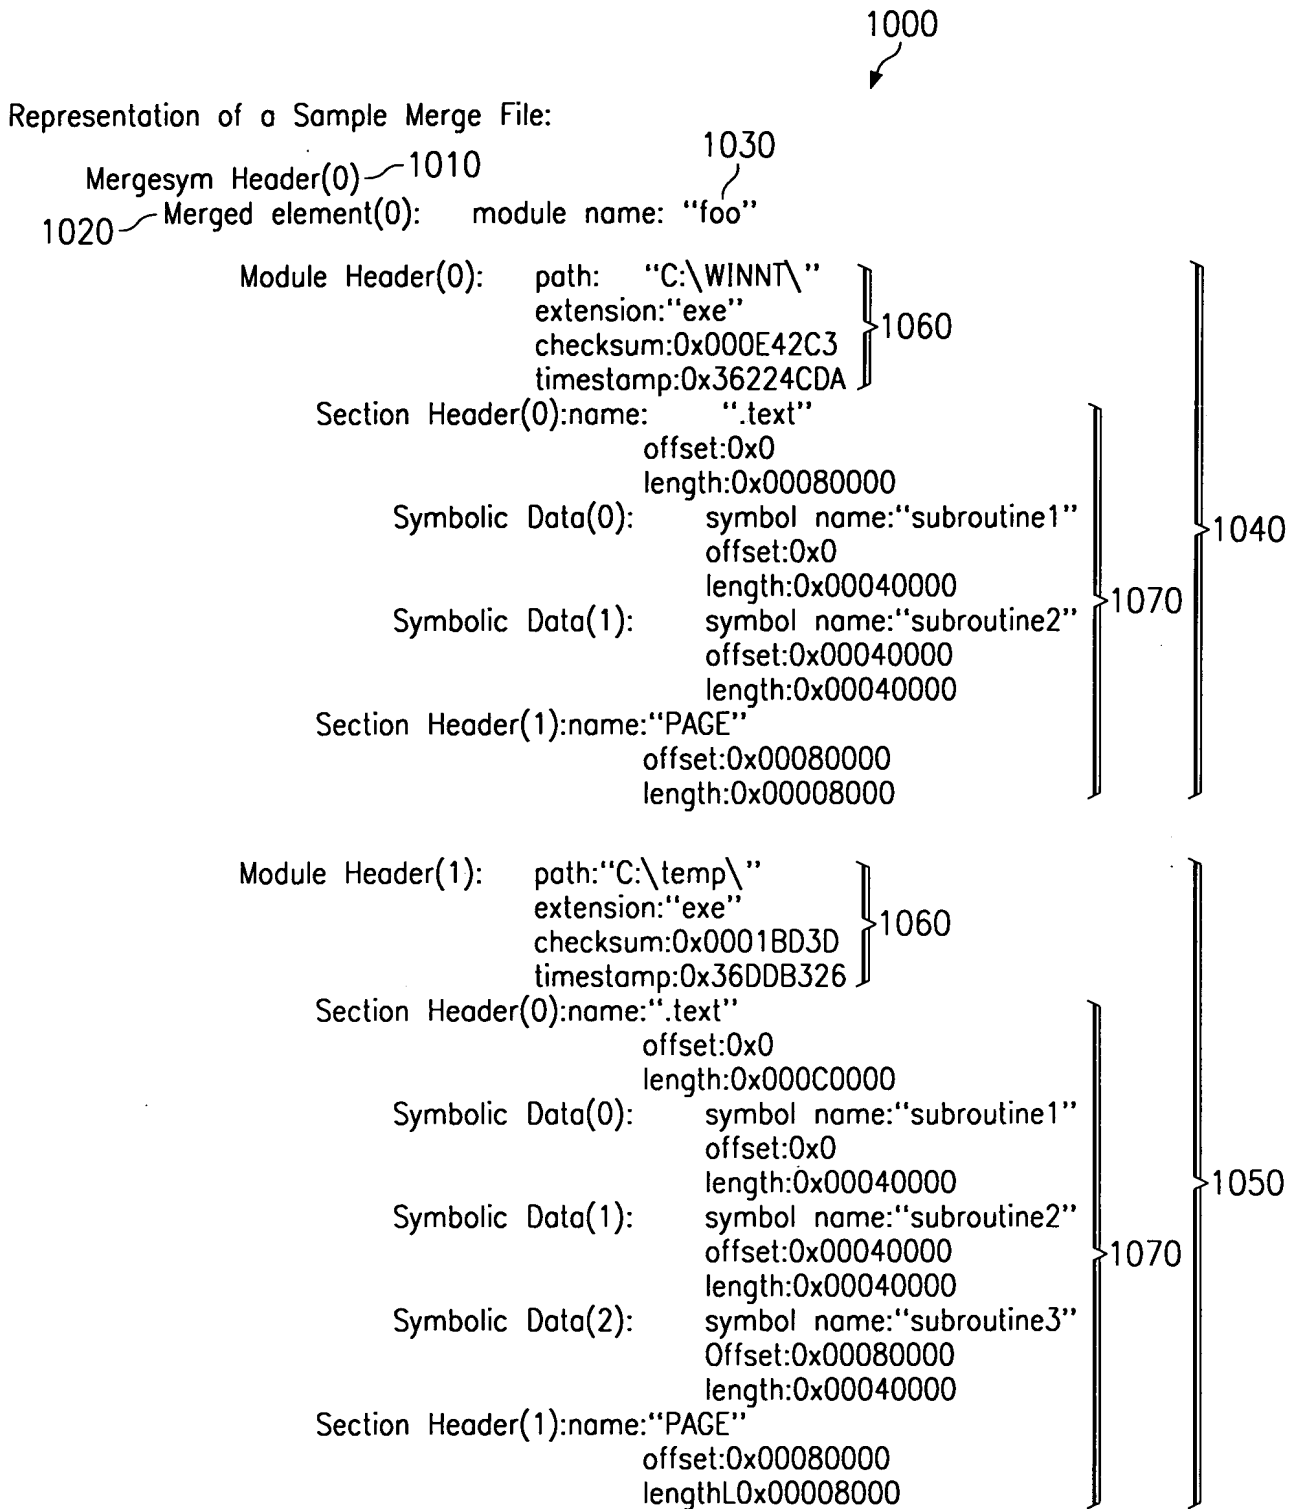 1000
Representation of a Sample Merge File:
1030
Mergesym Header(0) 1010
1020 Merged element(0): module name: “foo”
Module Header(0): path: “C:\WINNT\”
extension:“exe”
1060
checksum:0x000E42C3
timestamp:0x36224CDA
Section Header(0):name: “.text”
offset:0x0
length:0x00080000
Symbolic Data(0): symbol name:“subroutine1”
1040
offset:0x0
length:0x00040000
1070
Symbolic Data(1): symbol name:“subroutine2”
offset:0x00040000
length:0x00040000
Section Header(1):name:“PAGE”
offset:0x00080000
length:0x00008000
Module Header(1): path:“C:\temp\”
extension:“exe”
1060
checksum:0x0001BD3D
timestamp:0x36DDB326
Section Header(0):name:“.text”
offset:0x0
length:0x000C0000
Symbolic Data(0): symbol name:“subroutine1”
offset:0x0
length:0x00040000
1050
Symbolic Data(1): symbol name:“subroutine2”
offset:0x00040000
1070
length:0x00040000
Symbolic Data(2): symbol name:“subroutine3”
Offset:0x00080000
length:0x00040000
Section Header(1):name:“PAGE”
offset:0x00080000
lengthL0x00008000